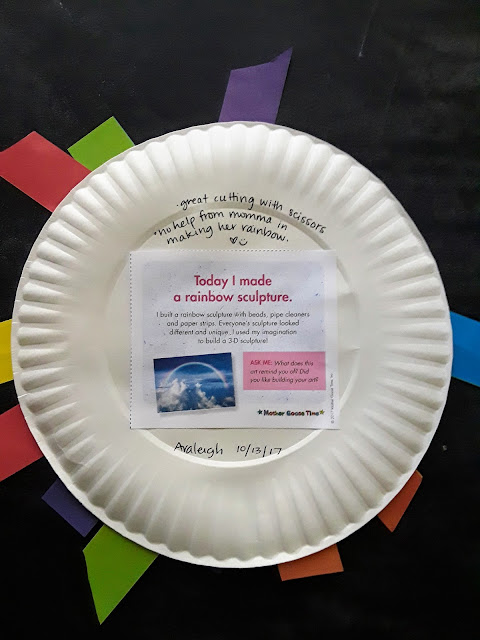 ·great cutting with scissors
·no help from momma in
making her rainbow.
Today I made
a rainbow sculpture.
I built a rainbow sculpture with beads, pipe cleaners
and paper strips. Everyone's sculpture looked
different and unique. I used my imagination
to build a 3-D sculpture!
ASK ME: What does this
art remind you of? Did
you like building your art?
Mother Goose Time
Araleigh 10/13/17